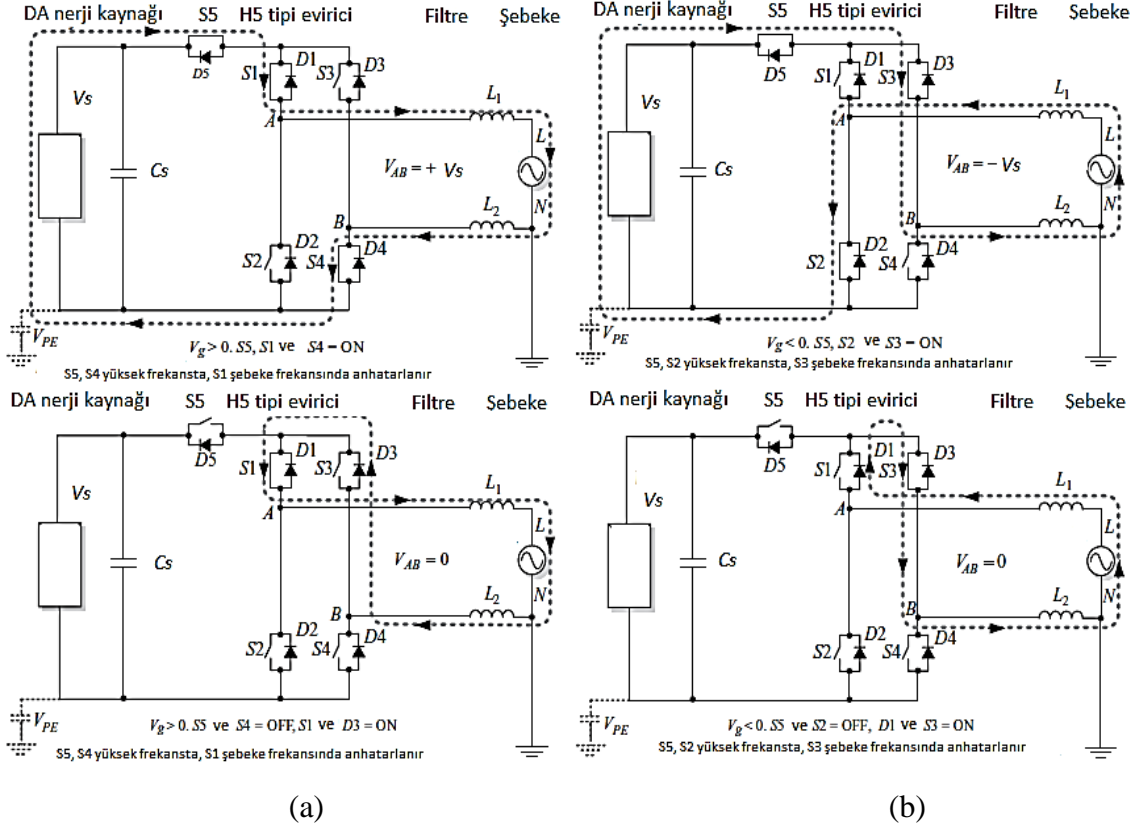 DA nerji kaynağı S5 H5 tipi evirici Filtre Şebeke
D5
S1 D1 S3 D3
Vs
A
L1
L
Cs
VAB = + Vs
N
L2
B
S2 D2 S4 D4
VPE
Vg > 0. S5, S1 ve S4 = ON
S5, S4 yüksek frekansta, S1 şebeke frekansında anhatarlanır
DA nerji kaynağı S5 H5 tipi evirici Filtre Şebeke
D5
S1 D1 S3 D3
Vs
A
L1
L
Cs
VAB = − Vs
N
L2
B
S2 D2 S4 D4
VPE
Vg < 0. S5, S2 ve S3 = ON
S5, S2 yüksek frekansta, S3 şebeke frekansında anhatarlanır
DA nerji kaynağı S5 H5 tipi evirici Filtre Şebeke
D5
S1 D1 S3 D3
Vs
A
L1
L
Cs
VAB = 0
N
L2
B
S2 D2 S4 D4
VPE
Vg > 0. S5 ve S4 = OFF, S1 ve D3 = ON
S5, S4 yüksek frekansta, S1 şebeke frekansında anhatarlanır
DA nerji kaynağı S5 H5 tipi evirici Filtre Şebeke
D5
S1 D1 S3 D3
Vs
A
L1
L
Cs
VAB = 0
N
L2
B
S2 D2 S4 D4
VPE
Vg < 0. S5 ve S2 = OFF, D1 ve S3 = ON
S5, S2 yüksek frekansta, S3 şebeke frekansında anhatarlanır
(a) (b)